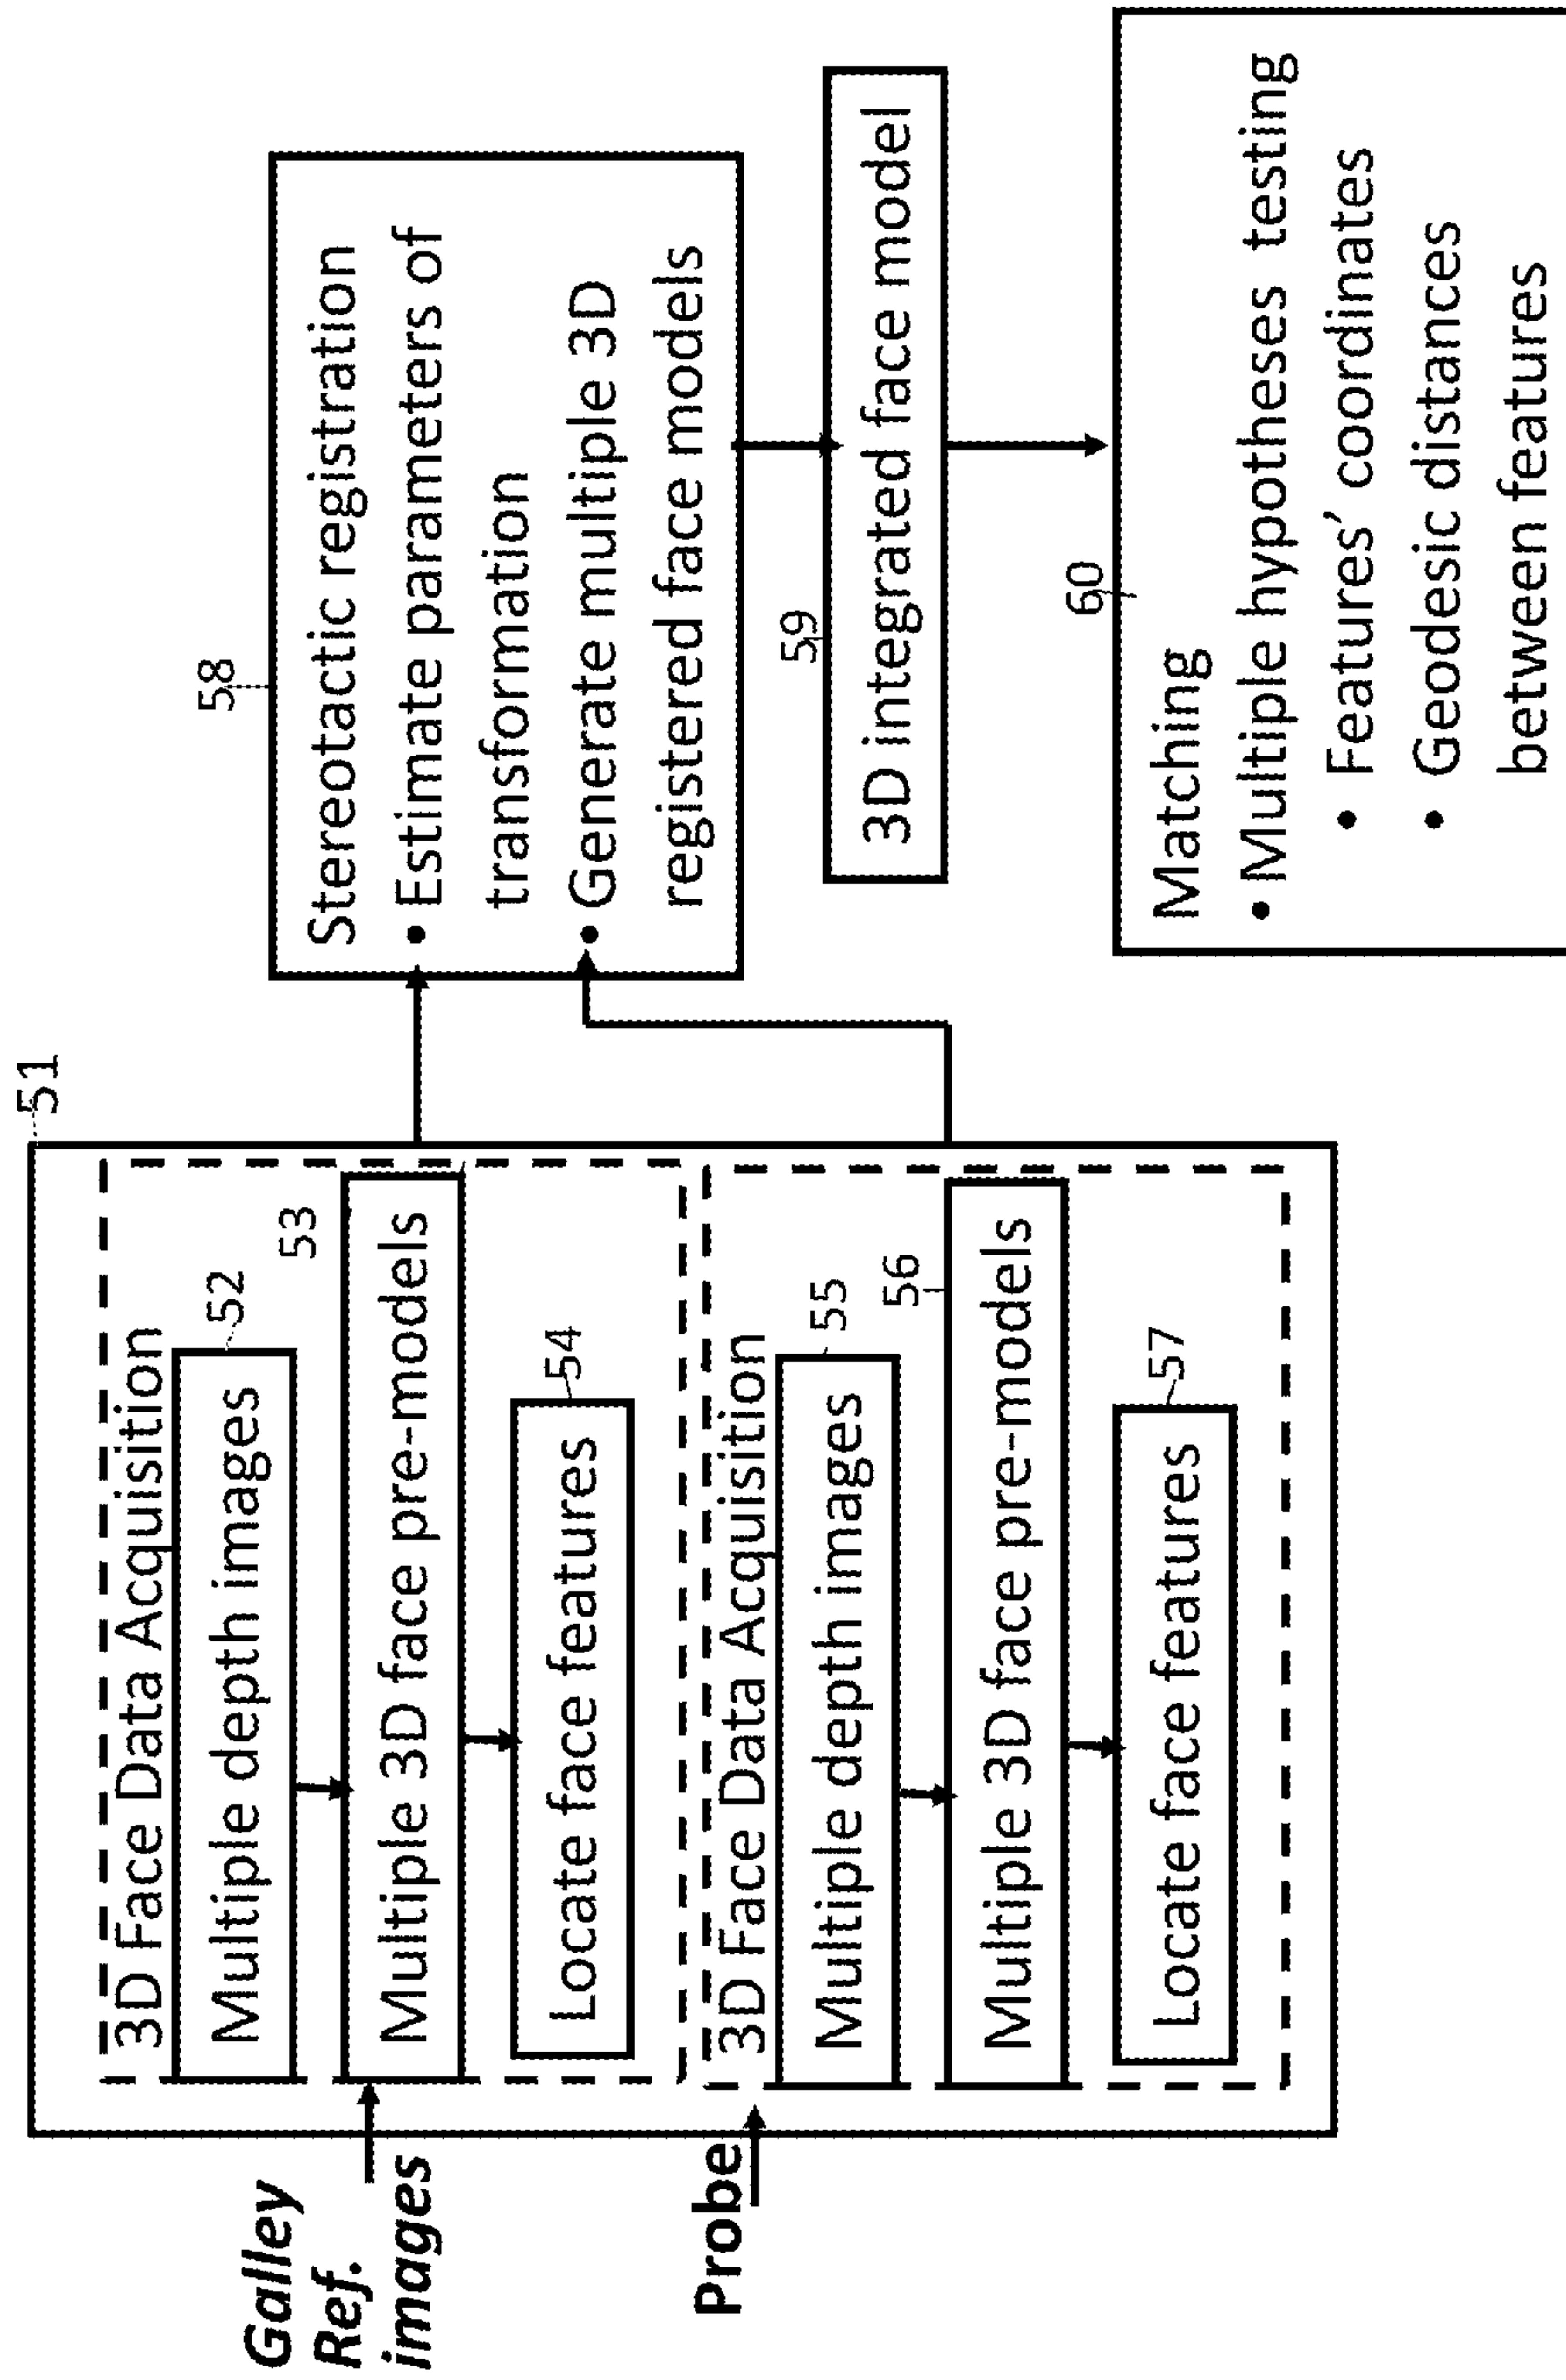 Galley
Ref.
images
Probe
51
3D Face Data Acquisition
52
Multiple depth images
53
Multiple 3D face pre-models
54
Locate face features
3D Face Data Acquisition
55
Multiple depth images
56
Multiple 3D face pre-models
57
Locate face features
58
Stereotactic registration
• Estimate parameters of
transformation
• Generate multiple 3D
registered face models
59
3D integrated face model
60
Matching
• Multiple hypotheses testing
• Features’ coordinates
• Geodesic distances
between features